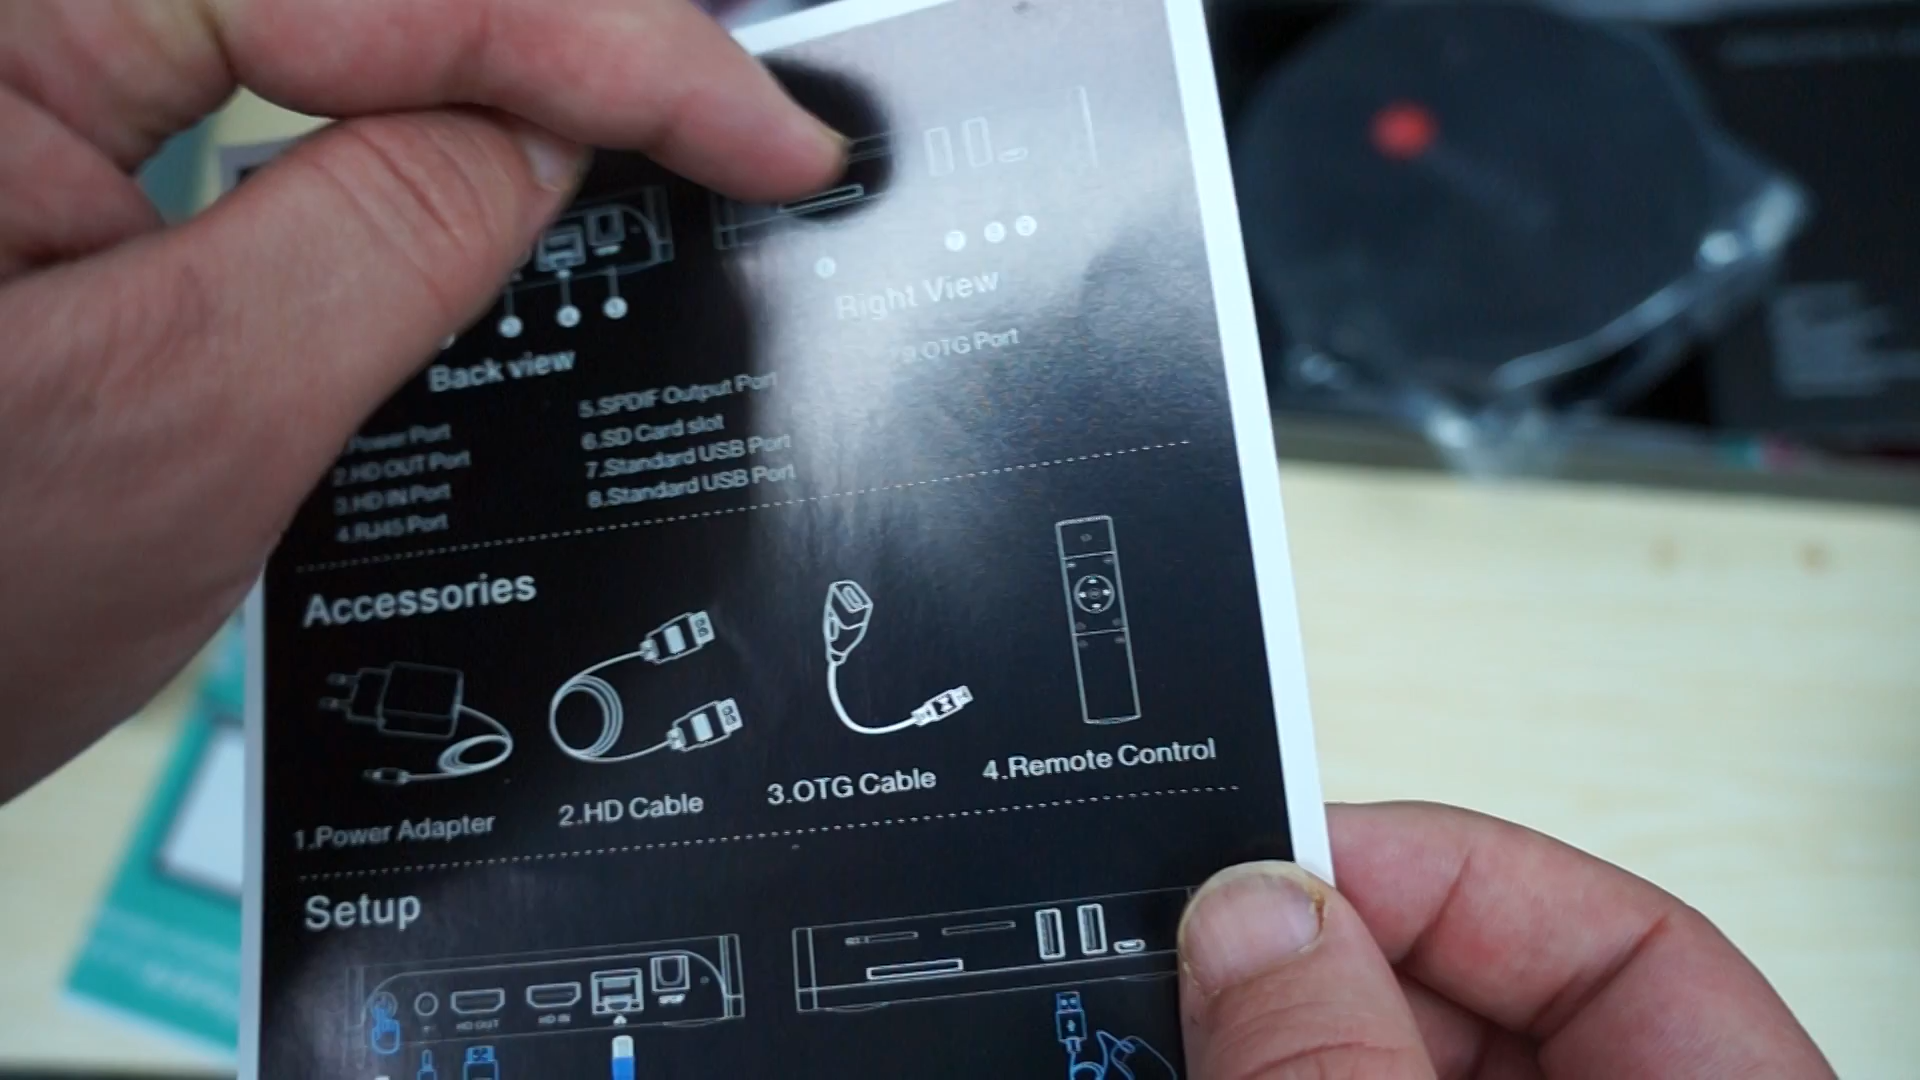 Right View
Back view
9.OTG Port
5.SPDIF Output Port
Power Port
6.SD Card slot
2.HD OUT Port
7.Standard USB Port
3.HD IN Port
8.Standard USB Port
4.RJ45 Port
Accessories
1.Power Adapter
2.HD Cable
3.OTG Cable
4.Remote Control
Setup
HD OUT
HD IN
SPDIF